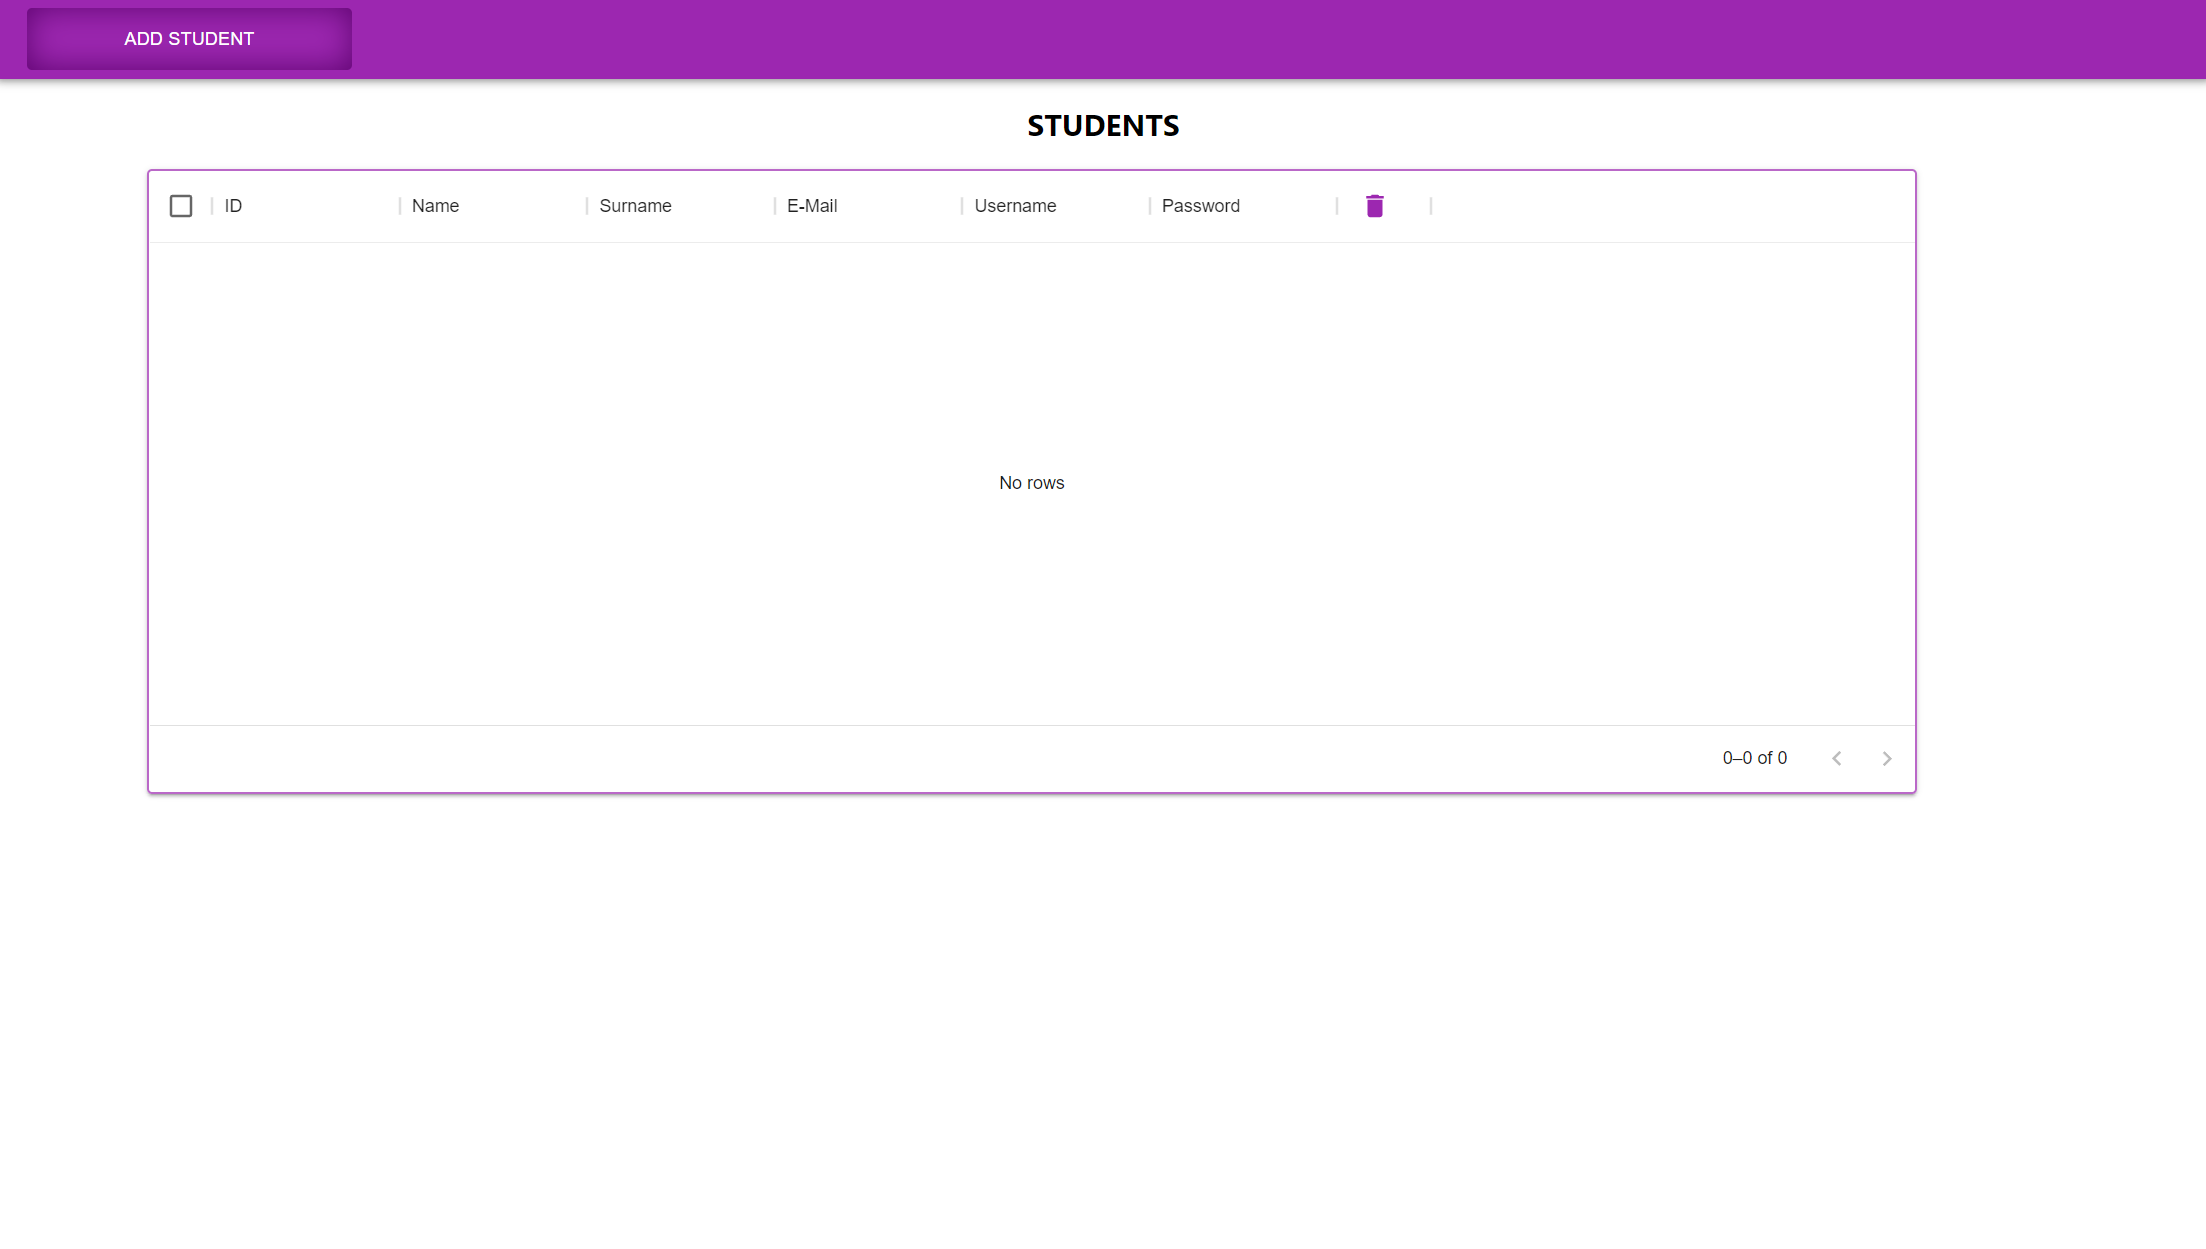 ADD STUDENT
STUDENTS
ID Name Surname E-Mail Username Password
No rows
0–0 of 0